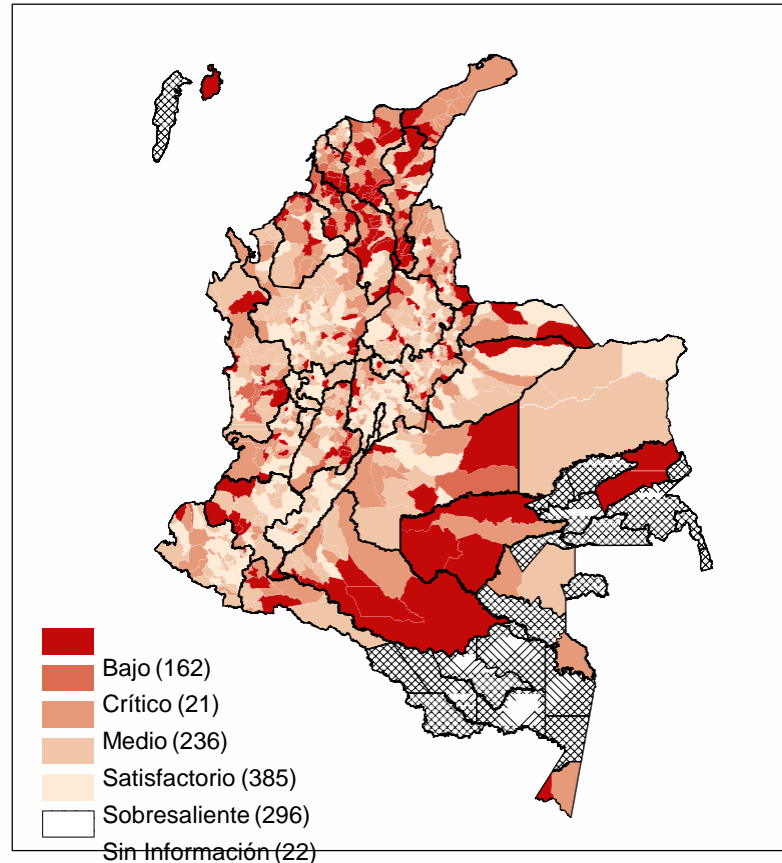 Bajo (162)
Crítico (21)
Medio (236)
Satisfactorio (385)
Sobresaliente (296)
Sin Información (22)